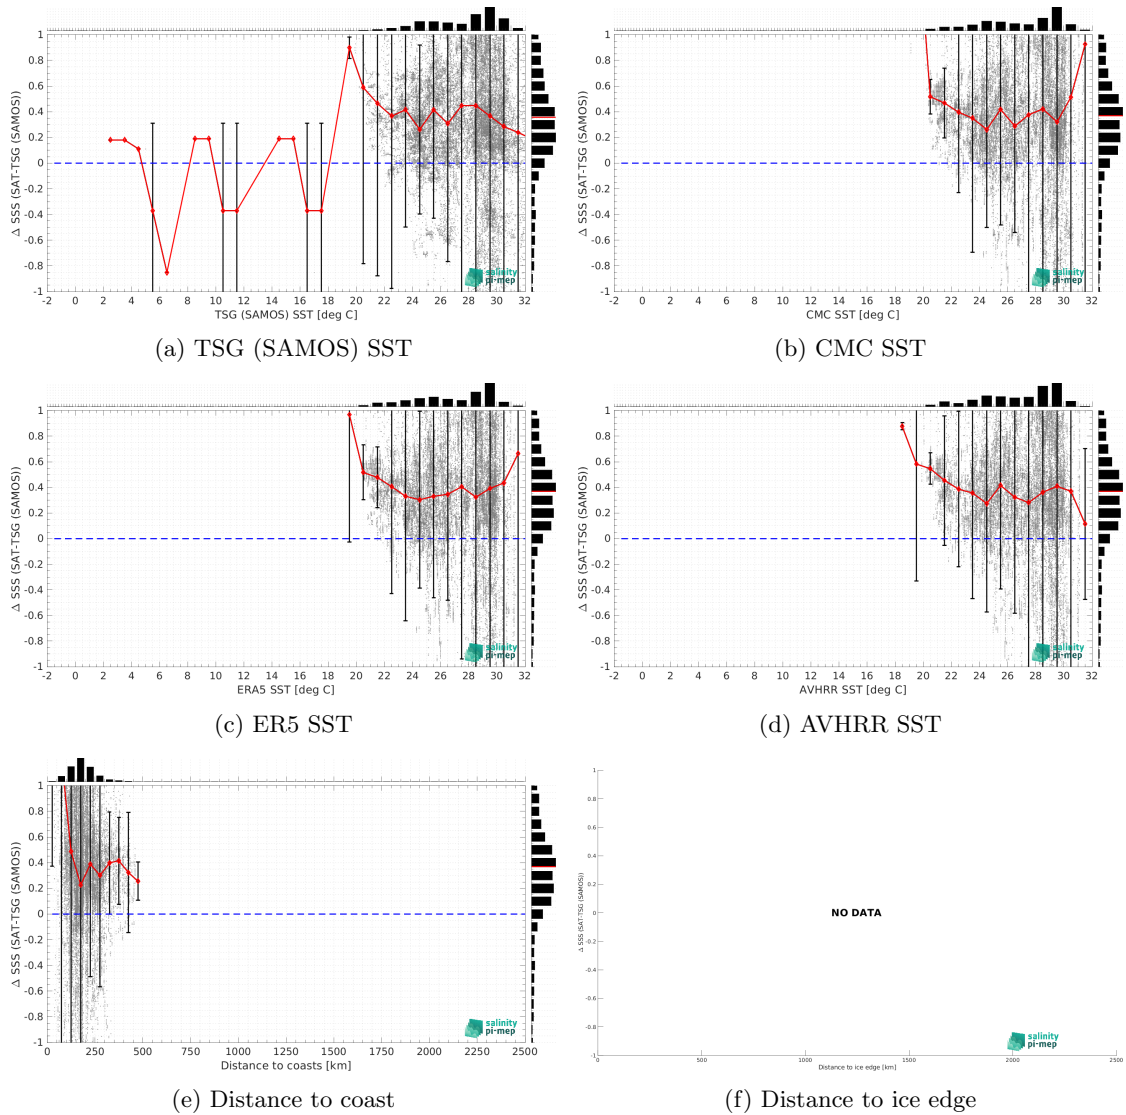 Δ SSS (SAT-TSG (SAMOS))
1
0.8
0.6
0.4
0.2
0
-0.2
-0.4
-0.6
-0.8
-1
-2 0 2 4 6 8 10 12 14 16 18 20 22 24 26 28 30 32
TSG (SAMOS) SST [deg C]
salinity
pi-mep
(a) TSG (SAMOS) SST
Δ SSS (SAT-TSG (SAMOS))
1
0.8
0.6
0.4
0.2
0
-0.2
-0.4
-0.6
-0.8
-1
-2 0 2 4 6 8 10 12 14 16 18 20 22 24 26 28 30 32
CMC SST [deg C]
salinity
pi-mep
(b) CMC SST
Δ SSS (SAT-TSG (SAMOS))
1
0.8
0.6
0.4
0.2
0
-0.2
-0.4
-0.6
-0.8
-1
-2 0 2 4 6 8 10 12 14 16 18 20 22 24 26 28 30 32
ERA5 SST [deg C]
salinity
pi-mep
(c) ER5 SST
Δ SSS (SAT-TSG (SAMOS))
1
0.8
0.6
0.4
0.2
0
-0.2
-0.4
-0.6
-0.8
-1
-2 0 2 4 6 8 10 12 14 16 18 20 22 24 26 28 30 32
AVHRR SST [deg C]
salinity
pi-mep
(d) AVHRR SST
Δ SSS (SAT-TSG (SAMOS))
1
0.8
0.6
0.4
0.2
0
-0.2
-0.4
-0.6
-0.8
-1
0 250 500 750 1000 1250 1500 1750 2000 2250 2500
Distance to coasts [km]
salinity
pi-mep
(e) Distance to coast
Δ SSS (SAT-TSG (SAMOS))
1
0.8
0.6
0.4
0.2
0
-0.2
-0.4
-0.6
-0.8
-1
NO DATA
0 500 1000 1500 2000 2500
Distance to ice edge [km]
salinity
pi-mep
(f) Distance to ice edge